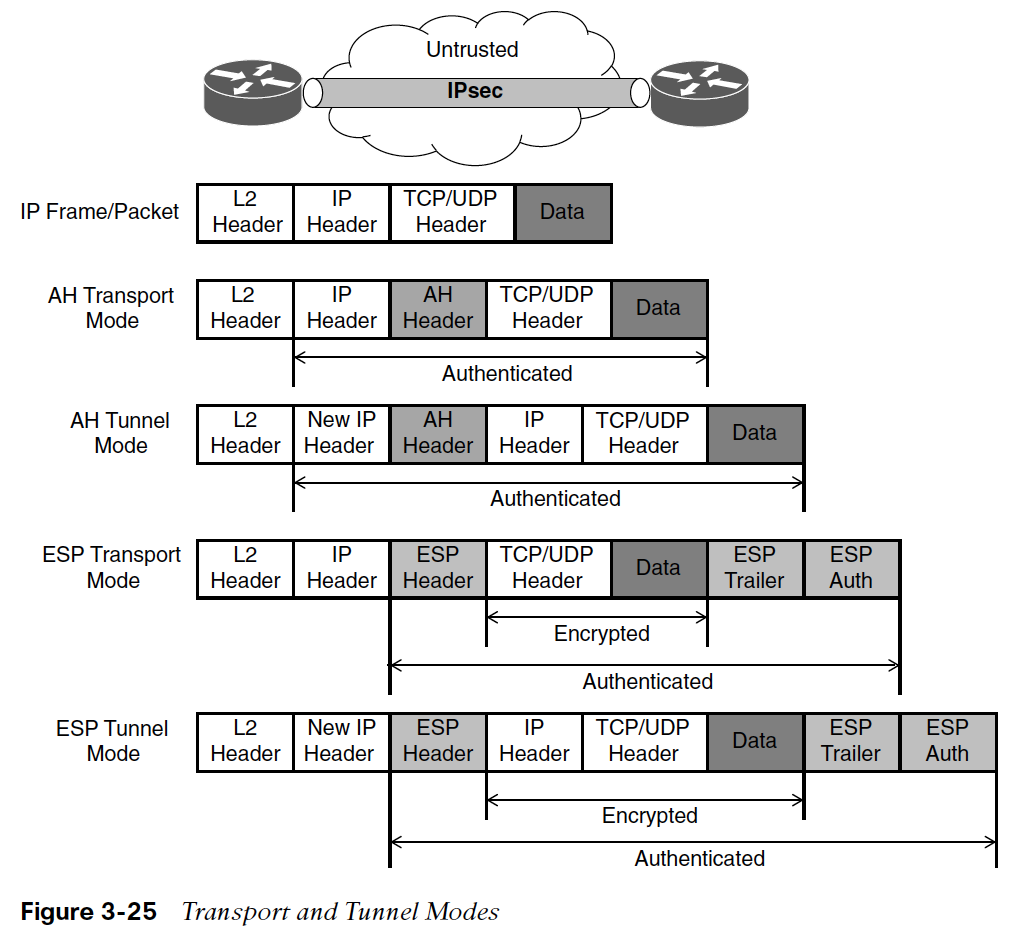 Untrusted
IPsec
IP Frame/Packet
L2
Header
IP
Header
TCP/UDP
Header
Data
AH Transport
Mode
L2
Header
IP
Header
AH
Header
TCP/UDP
Header
Data
Authenticated
AH Tunnel
Mode
L2
Header
New IP
Header
AH
Header
IP
Header
TCP/UDP
Header
Data
Authenticated
ESP Transport
Mode
L2
Header
IP
Header
ESP
Header
TCP/UDP
Header
Data
ESP
Trailer
ESP
Auth
Encrypted
Authenticated
ESP Tunnel
Mode
L2
Header
New IP
Header
ESP
Header
IP
Header
TCP/UDP
Header
Data
ESP
Trailer
ESP
Auth
Encrypted
Authenticated
Figure 3-25 Transport and Tunnel Modes